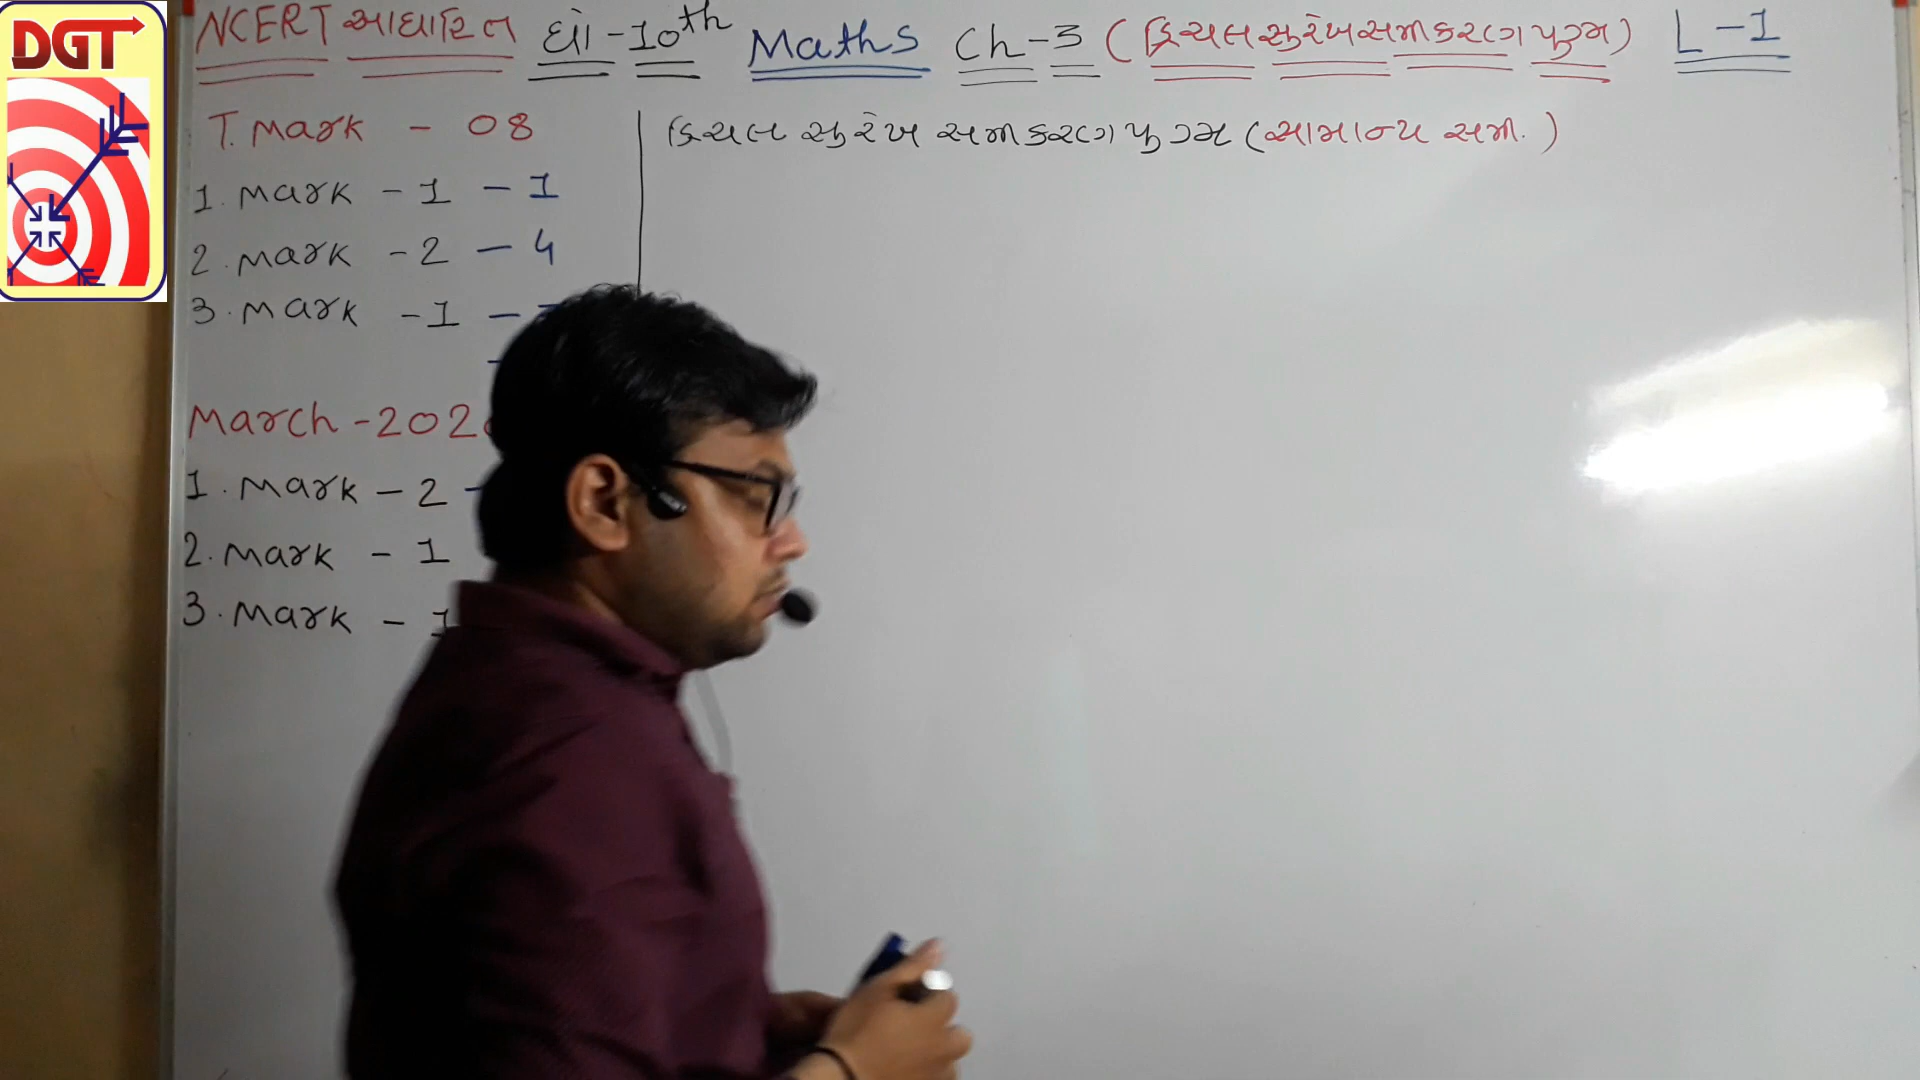 DGT
NCERT આધારિત ધો-10th Maths Ch-3 (દ્વિચલ સુરેખ સમીકરણ યુગ્મ) L-1
T. Mark - 08
1. Mark - 1 - 1
2. Mark - 2 - 4
3. Mark - 1 -
March - 202
1. Mark - 2 -
2. Mark - 1
3. Mark - 1
દ્વિચલ સુરેખ સમીકરણ યુગ્મ (સામાન્ય સમી. )